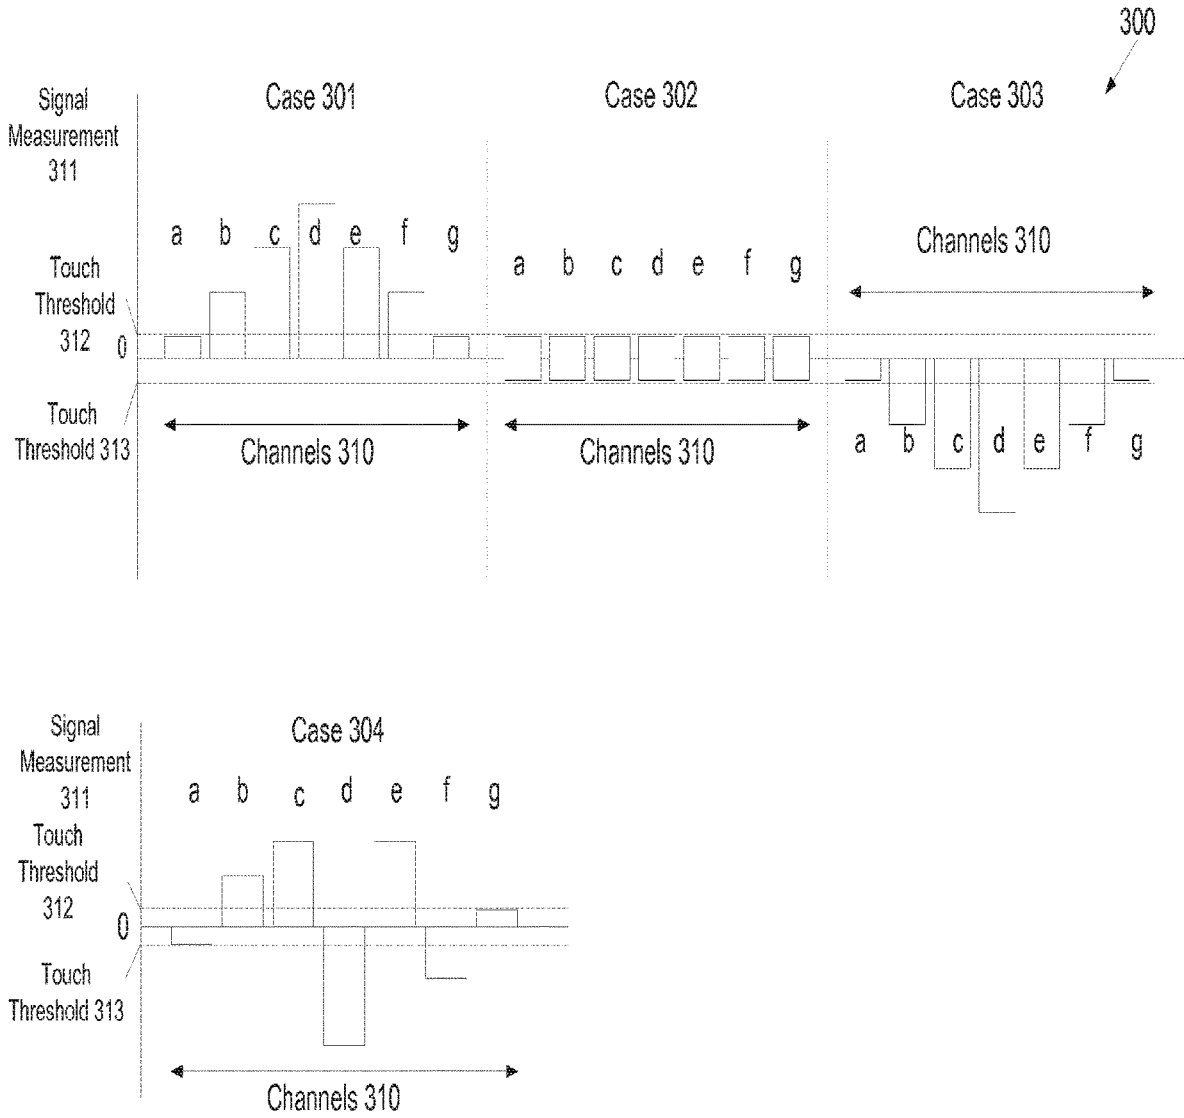 300
Case 301
Case 302
Case 303
Signal
Measurement
311
a b c d e f g
a b c d e f g
Channels 310
Touch
Threshold
312
0
Touch
Threshold 313
Channels 310
Channels 310
a b c d e f g
Signal
Measurement
311
Case 304
a b c d e f g
Touch
Threshold
312
0
Touch
Threshold 313
Channels 310